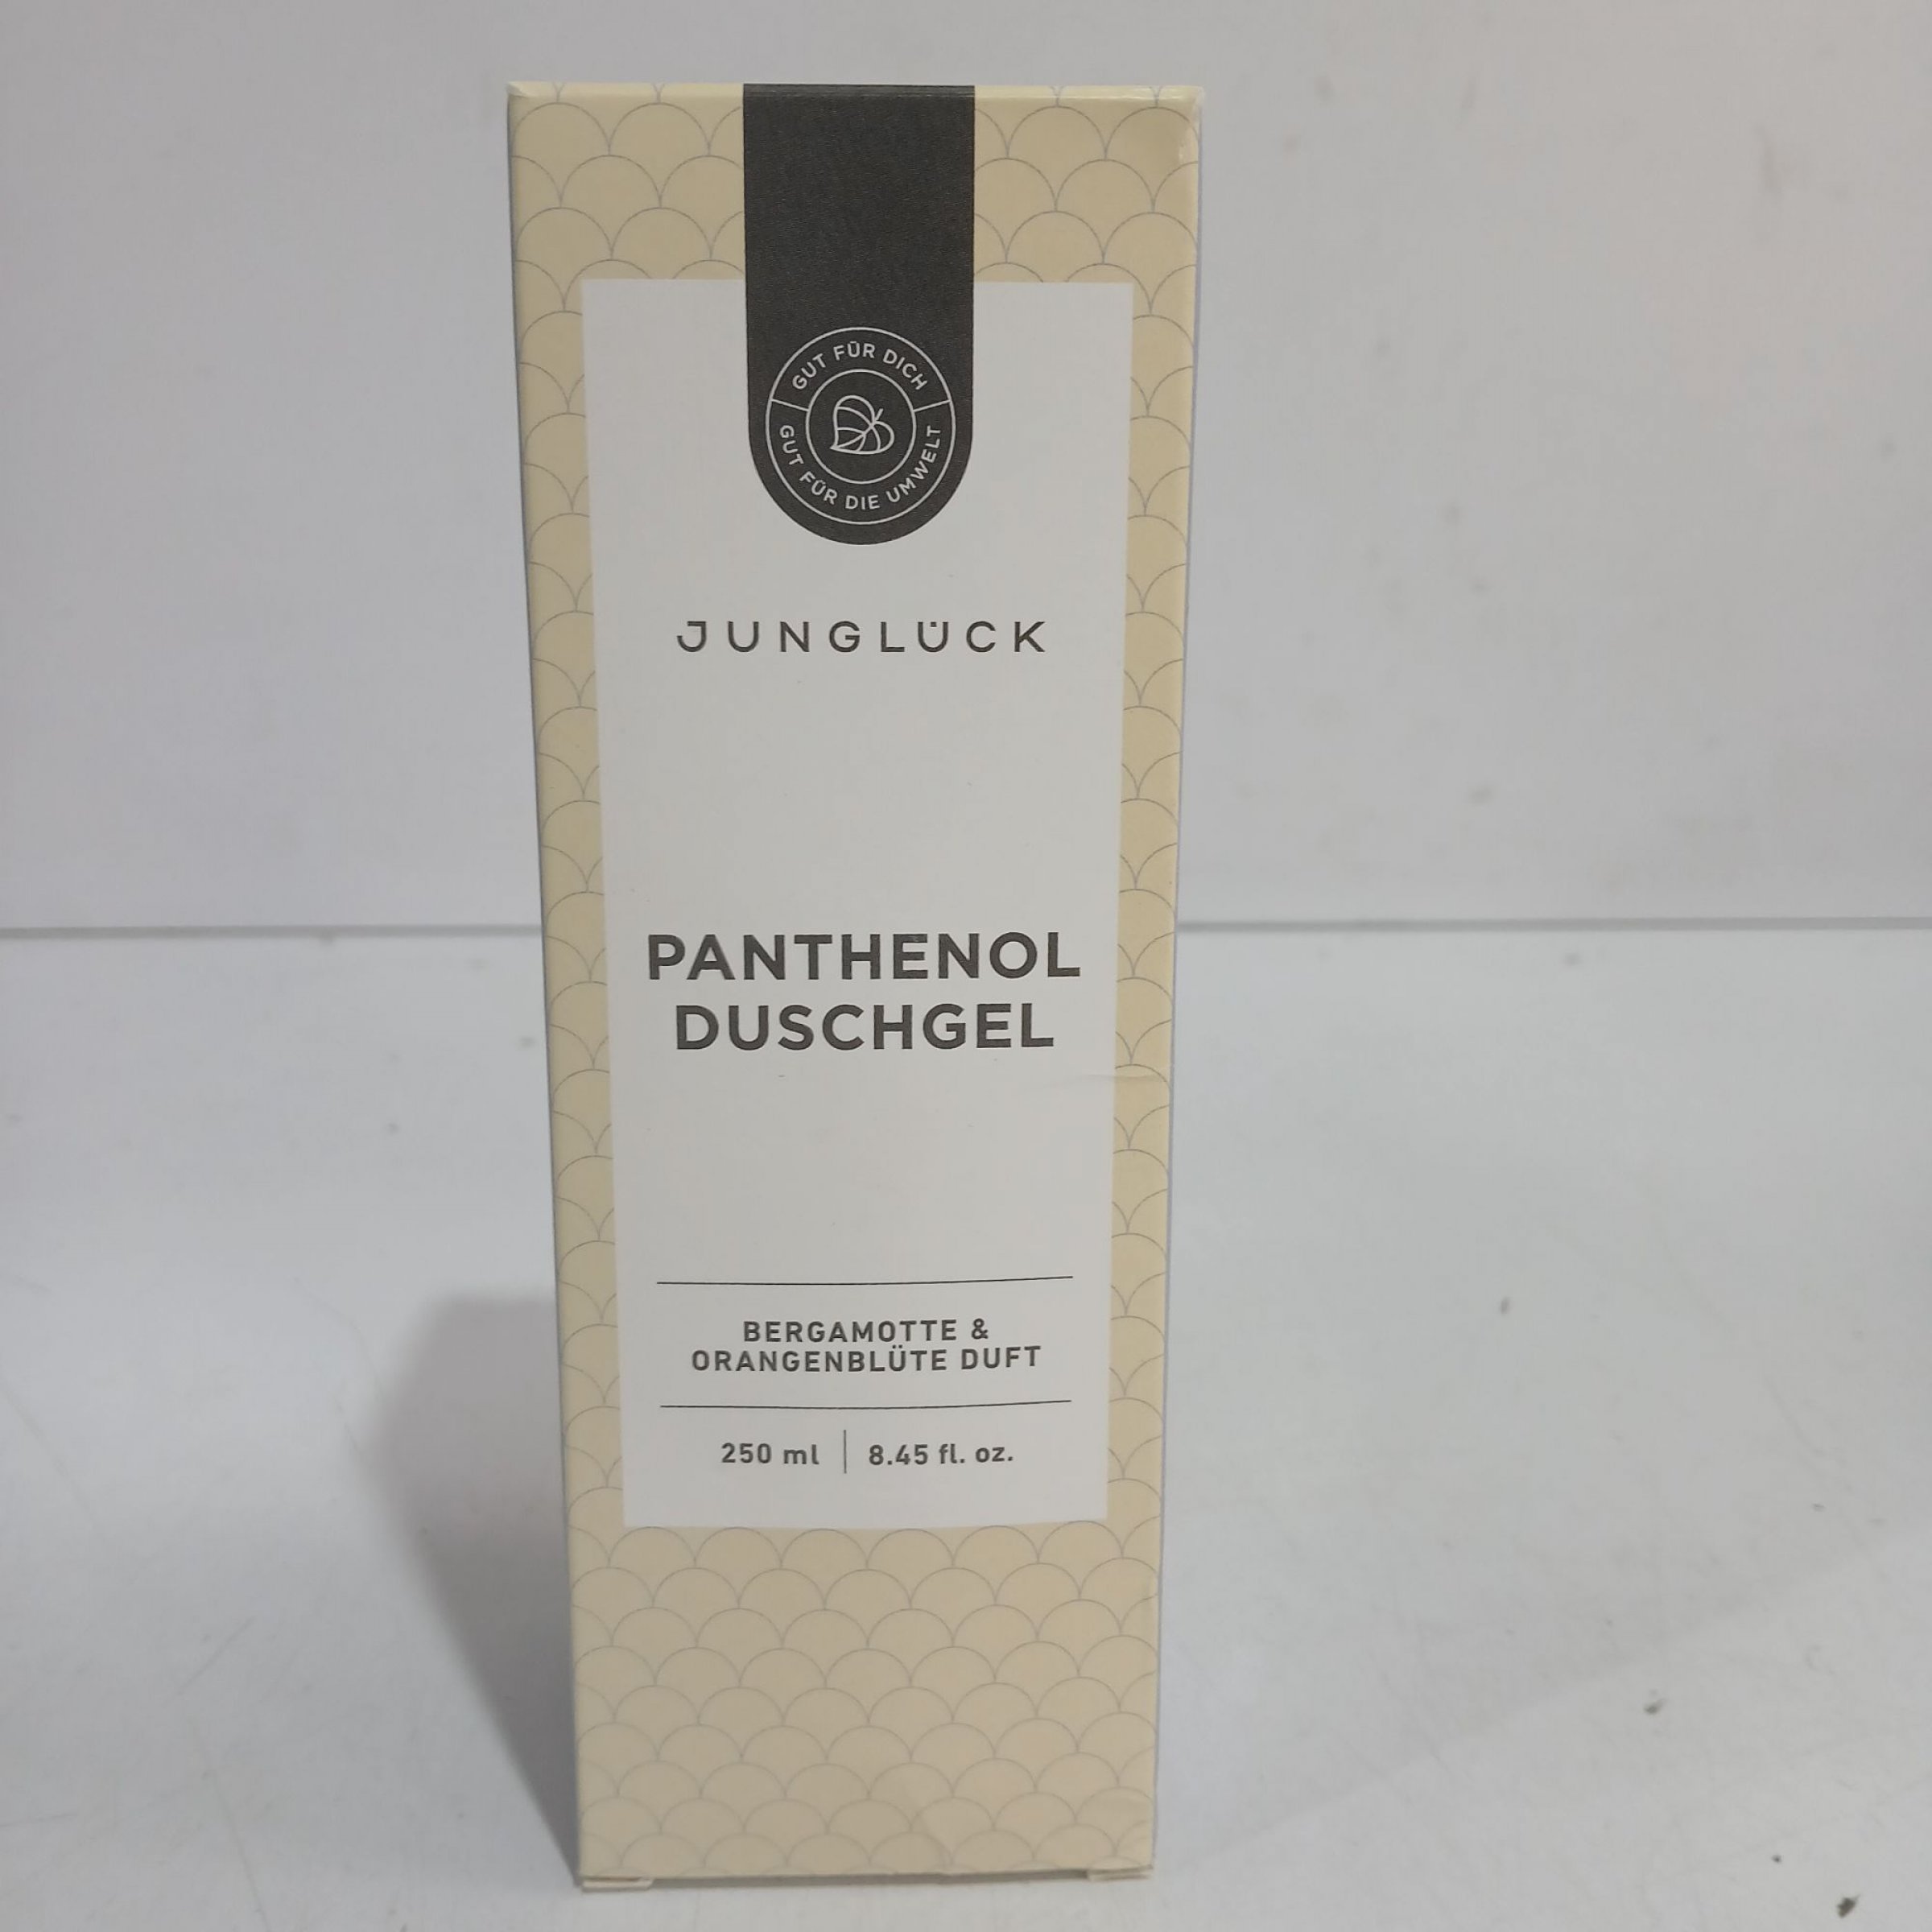 GUT FÜR DICH
GUT FÜR DIE UMWELT
JUNGLÜCK
PANTHENOL
DUSCHGEL
BERGAMOTTE &
ORANGENBLÜTE DUFT
250 ml | 8.45 fl. oz.